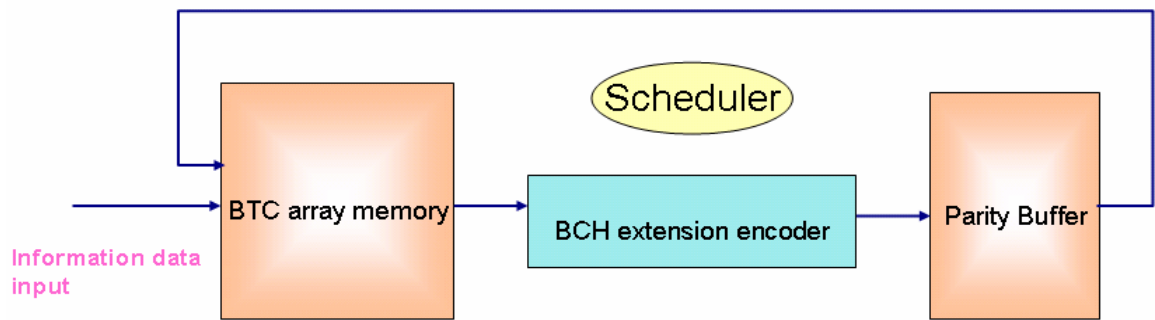 Scheduler
BTC array memory
BCH extension encoder
Parity Buffer
Information data
input